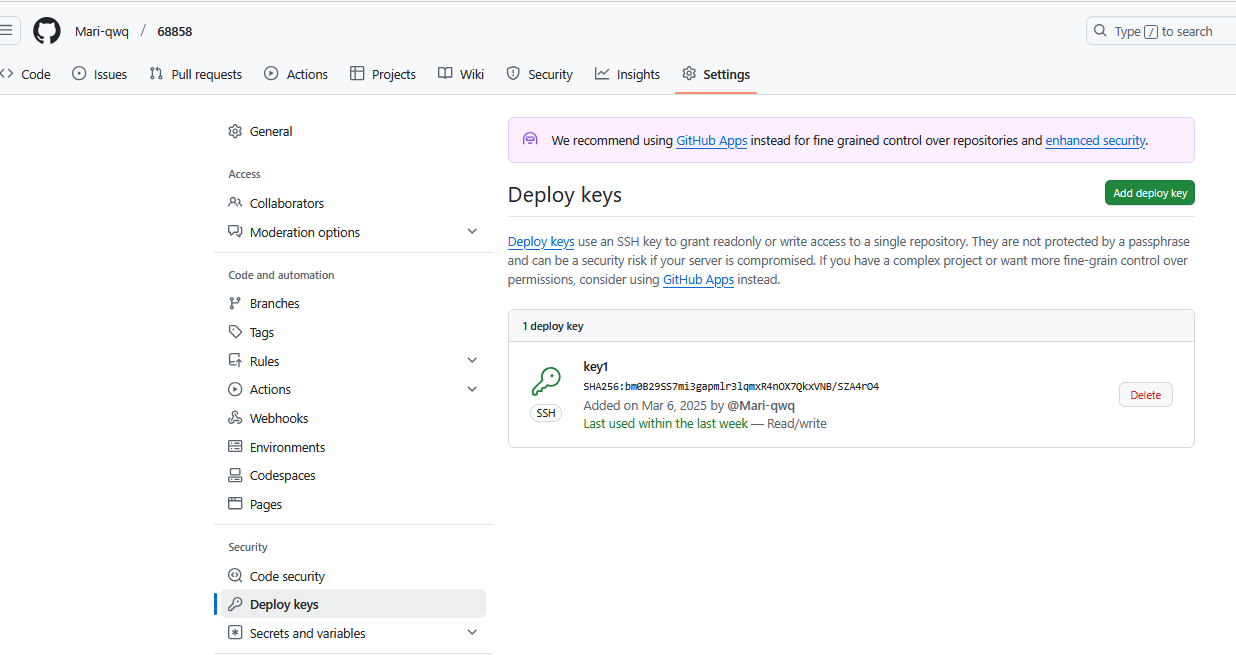 Mari-qwq / 68858
Type / to search
Code Issues Pull requests Actions Projects Wiki Security Insights Settings
General
Access
Collaborators
Moderation options
Code and automation
Branches
Tags
Rules
Actions
Webhooks
Environments
Codespaces
Pages
Security
Code security
Deploy keys
Secrets and variables
We recommend using GitHub Apps instead for fine grained control over repositories and enhanced security.
Deploy keys
Add deploy key
Deploy keys use an SSH key to grant readonly or write access to a single repository. They are not protected by a passphrase
and can be a security risk if your server is compromised. If you have a complex project or want more fine-grain control over
permissions, consider using GitHub Apps instead.
1 deploy key
key1
SHA256:bm0B29SS7mi3gapmlr3lqmxR4nOX7QkxVNB/SZA4rO4
Added on Mar 6, 2025 by @Mari-qwq
Last used within the last week — Read/write
SSH
Delete